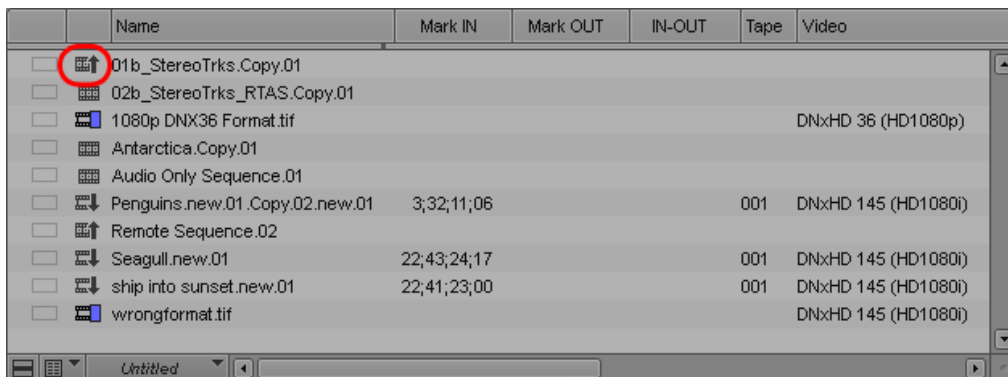 Name Mark IN Mark OUT IN-OUT Tape Video
01b_StereoTrks.Copy.01
02b_StereoTrks_RTAS.Copy.01
1080p DNX36 Format.tif DNxHD 36 (HD1080p)
Antarctica.Copy.01
Audio Only Sequence.01
Penguins.new.01.Copy.02.new.01 3;32;11;06 001 DNxHD 145 (HD1080i)
Remote Sequence.02
Seagull.new.01 22;43;24;17 001 DNxHD 145 (HD1080i)
ship into sunset.new.01 22;41;23;00 001 DNxHD 145 (HD1080i)
wrongformat.tif DNxHD 145 (HD1080i)
Untitled